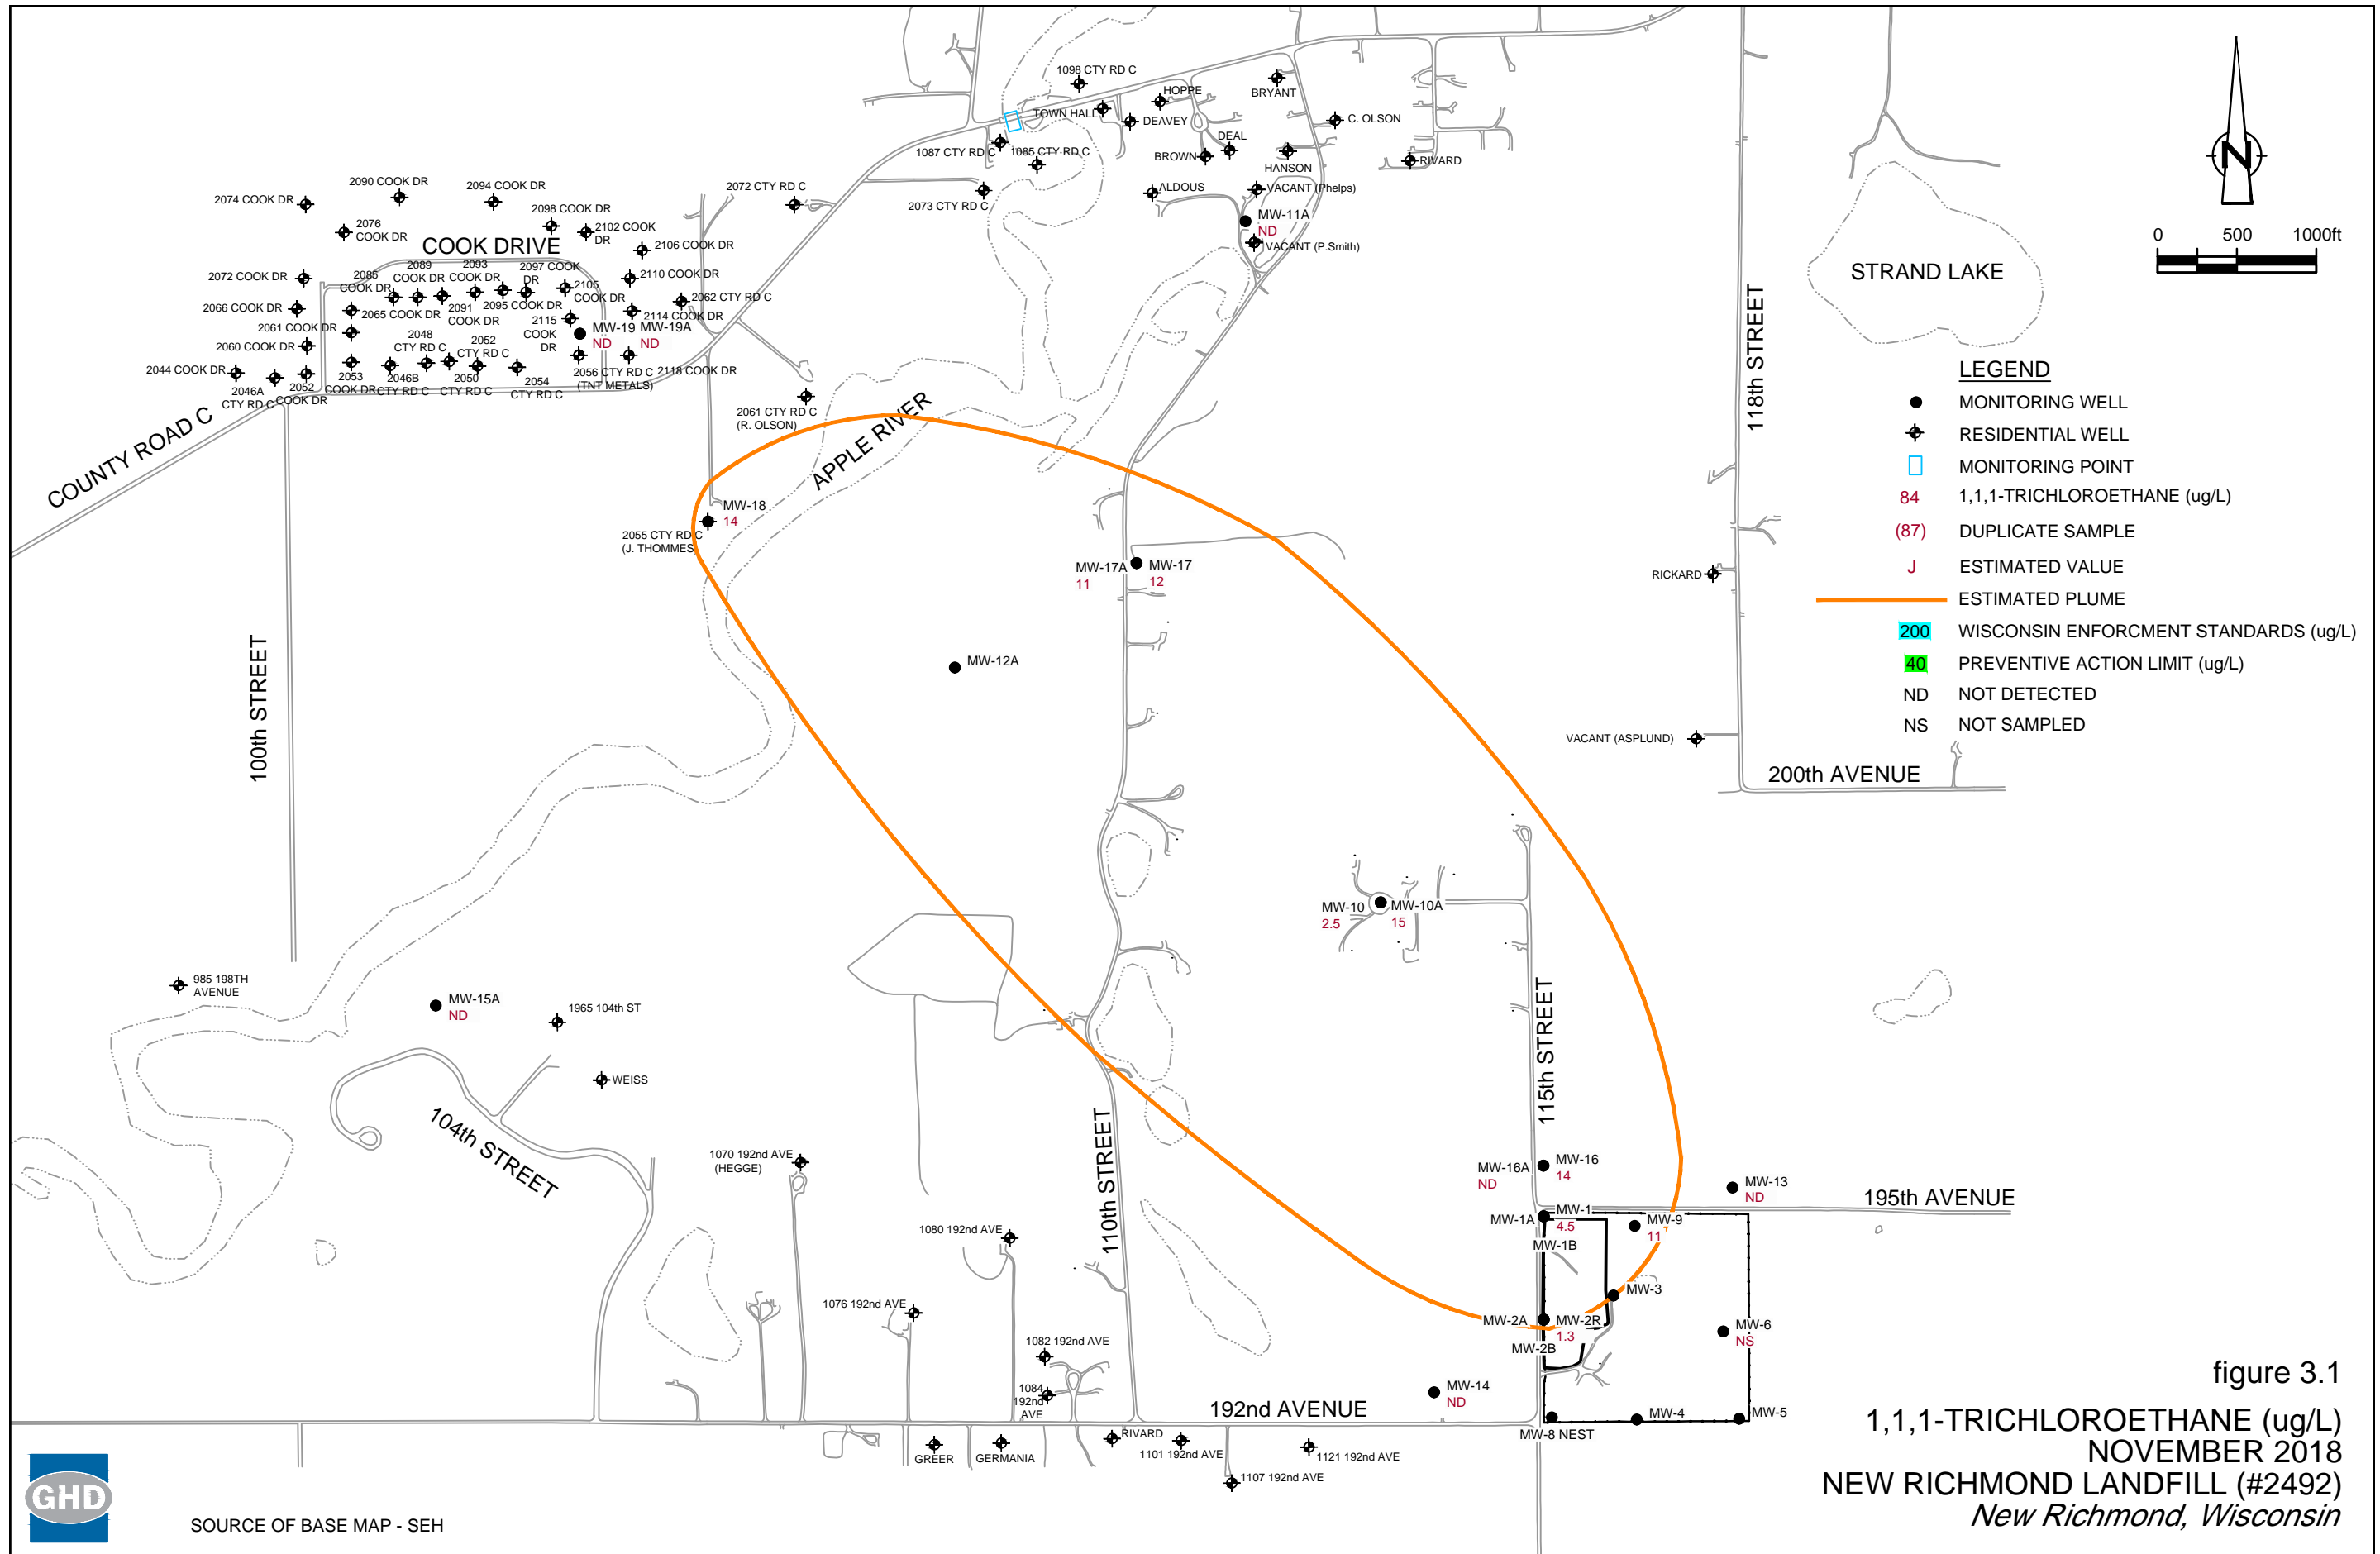 1098 CTY RD C
HOPPE
BRYANT
TOWN HALL
DEAVEY
C. OLSON
DEAL
1087 CTY RD C
1085 CTY RD C
BROWN
HANSON
RIVARD
2090 COOK DR
2094 COOK DR
2072 CTY RD C
2074 COOK DR
2073 CTY RD C
ALDOUS
VACANT (Phelps)
2098 COOK DR
MW-11A
ND
VACANT (P.Smith)
2076
COOK DR
2102 COOK
DR
COOK DRIVE
2106 COOK DR
2072 COOK DR
2085
COOK DR
2089
COOK DR
2093
COOK DR
2097 COOK
DR
2110 COOK DR
2105
COOK DR
2062 CTY RD C
2066 COOK DR
2065 COOK DR
2091
COOK DR
2095 COOK DR
2114 COOK DR
2061 COOK DR
2115
COOK
DR
MW-19
ND
MW-19A
ND
2060 COOK DR
2048
CTY RD C
2052
CTY RD C
2044 COOK DR
2046A
CTY RD C
2052
COOK DR
2053
COOK DR
2046B
CTY RD C
2050
CTY RD C
2054
CTY RD C
2056 CTY RD C
(TNT METALS)
2118 COOK DR
2061 CTY RD C
(R. OLSON)
COUNTY ROAD C
APPLE RIVER
MW-18
14
2055 CTY RD C
(J. THOMMES)
MW-17A
11
MW-17
12
MW-12A
100th STREET
118th STREET
RICKARD
VACANT (ASPLUND)
200th AVENUE
STRAND LAKE
N
0 500 1000ft
LEGEND
MONITORING WELL
RESIDENTIAL WELL
MONITORING POINT
84 1,1,1-TRICHLOROETHANE (ug/L)
(87) DUPLICATE SAMPLE
J ESTIMATED VALUE
ESTIMATED PLUME
200 WISCONSIN ENFORCMENT STANDARDS (ug/L)
40 PREVENTIVE ACTION LIMIT (ug/L)
ND NOT DETECTED
NS NOT SAMPLED
MW-10
2.5
MW-10A
15
985 198TH
AVENUE
MW-15A
ND
1965 104th ST
WEISS
104th STREET
110th STREET
115th STREET
1070 192nd AVE
(HEGGE)
1080 192nd AVE
1076 192nd AVE
1082 192nd AVE
1084
192nd
AVE
MW-16A
ND
MW-16
14
MW-13
ND
195th AVENUE
MW-1A
MW-1
4.5
MW-9
11
MW-1B
MW-3
MW-2A
MW-2R
1.3
MW-2B
MW-6
NS
MW-14
ND
192nd AVENUE
MW-4
MW-5
MW-8 NEST
GREER
GERMANIA
RIVARD
1101 192nd AVE
1121 192nd AVE
1107 192nd AVE
figure 3.1
1,1,1-TRICHLOROETHANE (ug/L)
NOVEMBER 2018
NEW RICHMOND LANDFILL (#2492)
New Richmond, Wisconsin
GHD
SOURCE OF BASE MAP - SEH